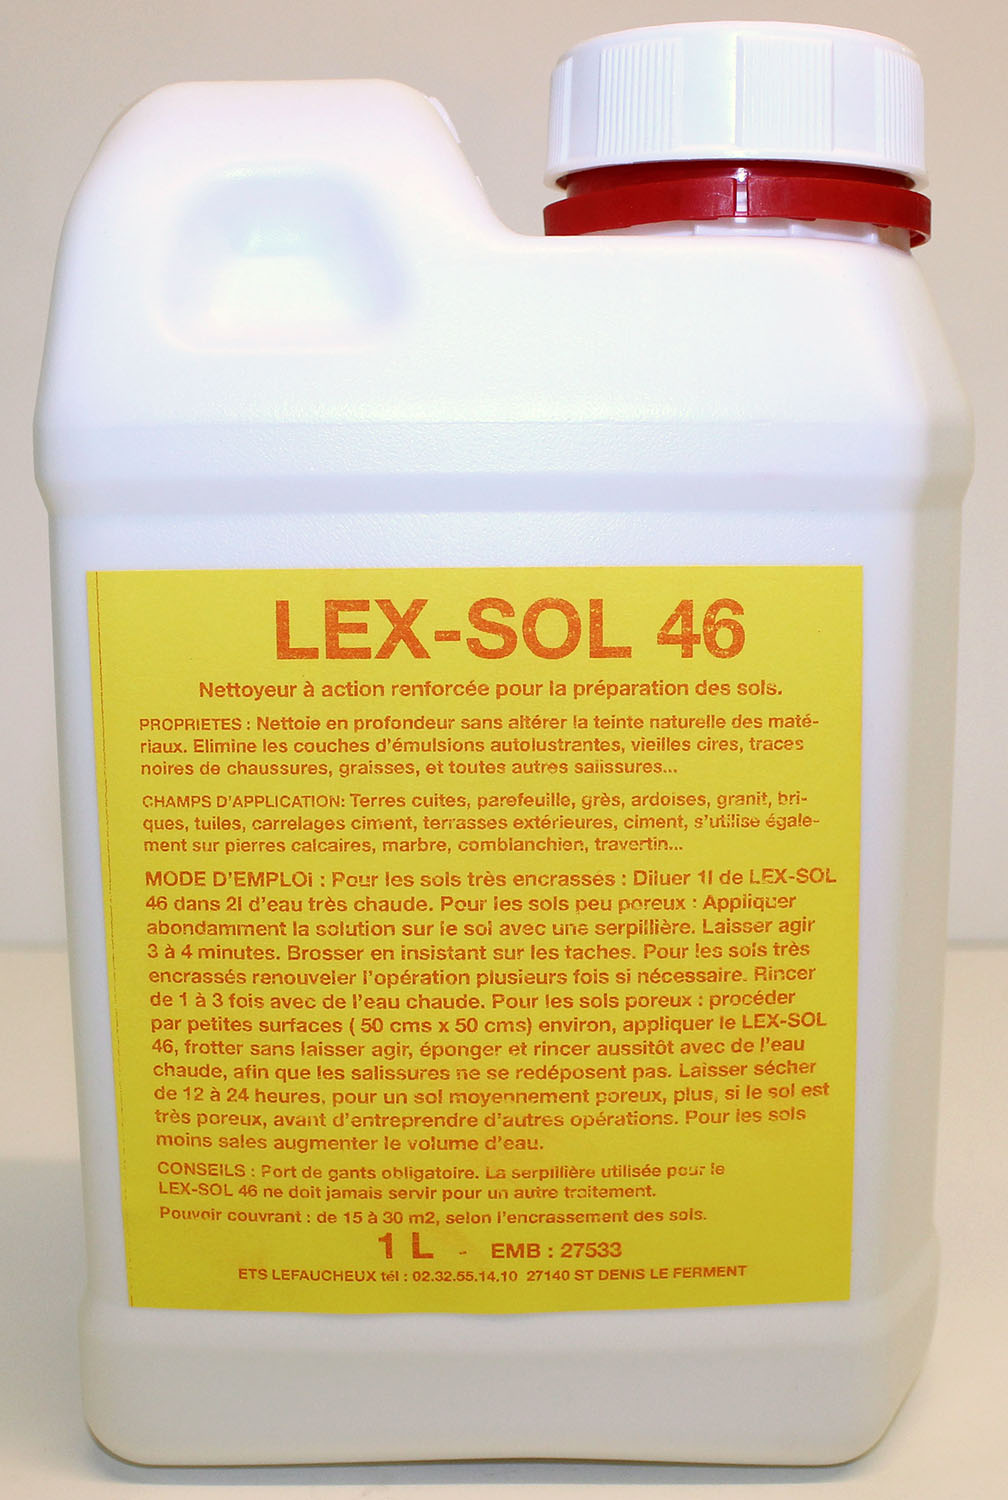 LEX-SOL 46
Nettoyeur à action renforcée pour la préparation des sols.
PROPRIETES : Nettoie en profondeur sans altérer la teinte naturelle des maté-
riaux. Elimine les couches d'émulsions autolustrantes, vieilles cires, traces
noires de chaussures, graisses, et toutes autres salissures...
CHAMPS D'APPLICATION: Terres cuites, parefeuille, grès, ardoises, granit, bri-
ques, tuiles, carrelages ciment, terrasses extérieures, ciment, s'utilise égale-
ment sur pierres calcaires, marbre, comblanchien, travertin...
MODE D'EMPLOi : Pour les sols très encrassés : Diluer 1l de LEX-SOL
46 dans 2l d'eau très chaude. Pour les sols peu poreux : Appliquer
abondamment la solution sur le sol avec une serpillière. Laisser agir
3 à 4 minutes. Brosser en insistant sur les taches. Pour les sols très
encrassés renouveler l'opération plusieurs fois si nécessaire. Rincer
de 1 à 3 fois avec de l'eau chaude. Pour les sols poreux : procéder
par petites surfaces ( 50 cms x 50 cms) environ, appliquer le LEX-SOL
46, frotter sans laisser agir, éponger et rincer aussitôt avec de l'eau
chaude, afin que les salissures ne se redéposent pas. Laisser sécher
de 12 à 24 heures, pour un sol moyennement poreux, plus, si le sol est
très poreux, avant d'entreprendre d'autres opérations. Pour les sols
moins sales augmenter le volume d'eau.
CONSEILS : Port de gants obligatoire. La serpillière utilisée pour le
LEX-SOL 46 ne doit jamais servir pour un autre traitement.
Pouvoir couvrant : de 15 à 30 m2, selon l'encrassement des sols.
1 L - EMB : 27533
ETS LEFAUCHEUX tél : 02.32.55.14.10 27140 ST DENIS LE FERMENT